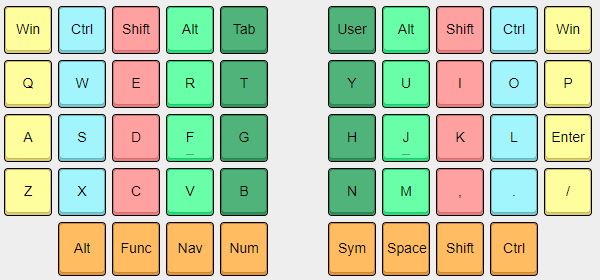 Win Ctrl Shift Alt Tab User Alt Shift Ctrl Win
Q W E R T Y U I O P
A S D F G H J K L Enter
Z X C V B N M , . /
Alt Func Nav Num Sym Space Shift Ctrl